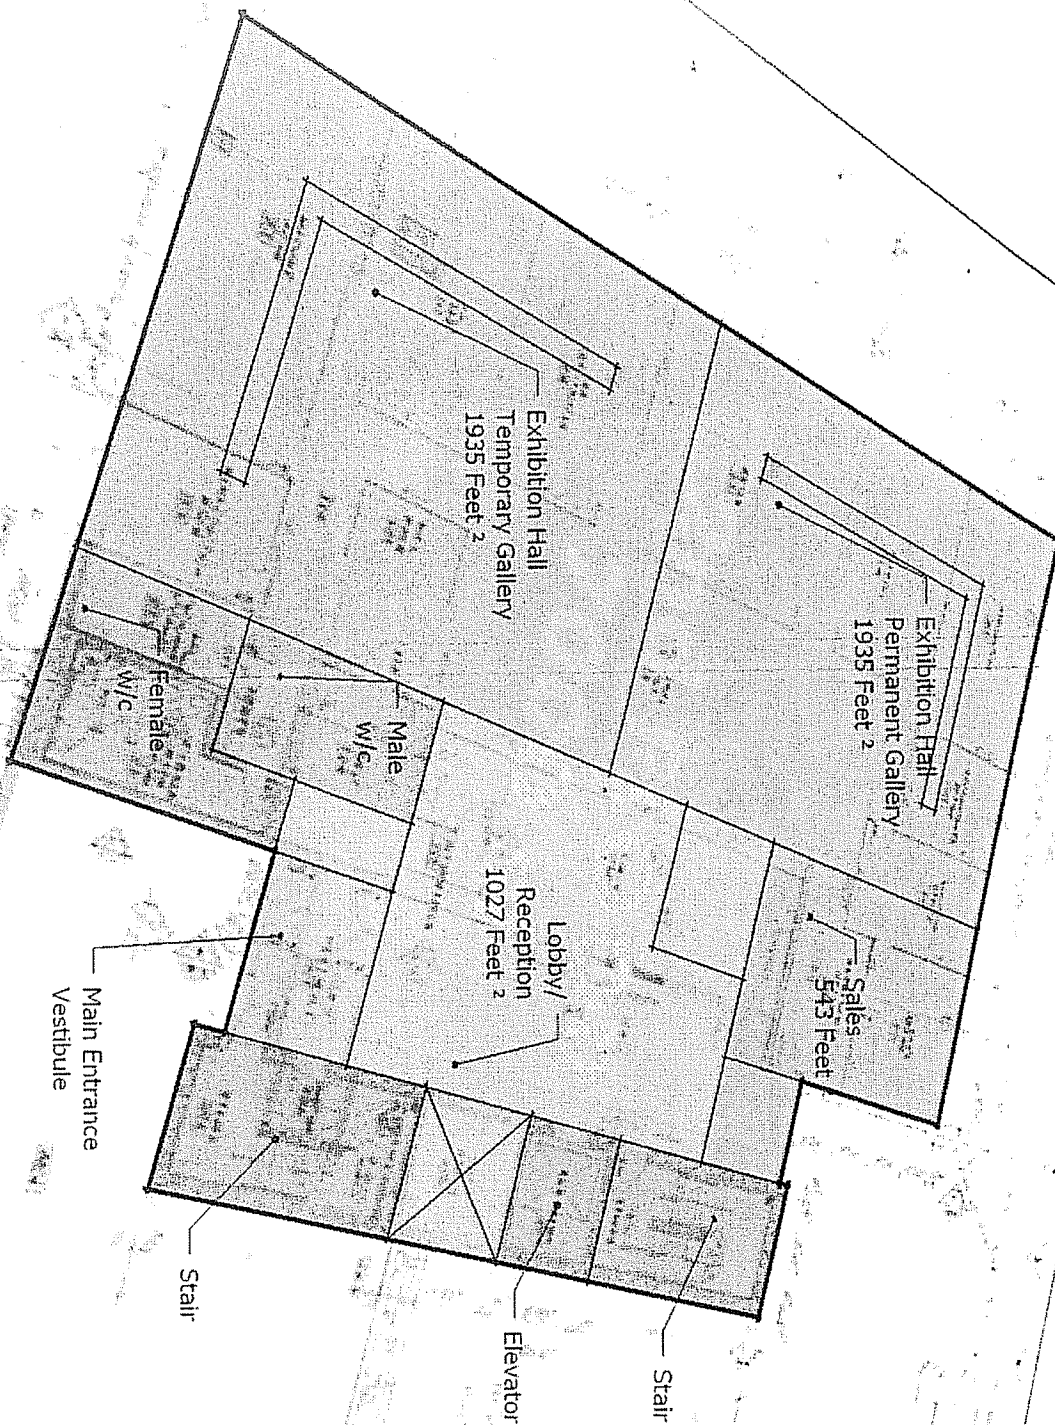 Exhibition Hall
Permanent Gallery
1935 Feet ²
Exhibition Hall
Temporary Gallery
1935 Feet ²
Sales
543 Feet
Lobby/
Reception
1027 Feet ²
Male
w/c
Female
w/c
Main Entrance
Vestibule
Stair
Elevator
Stair